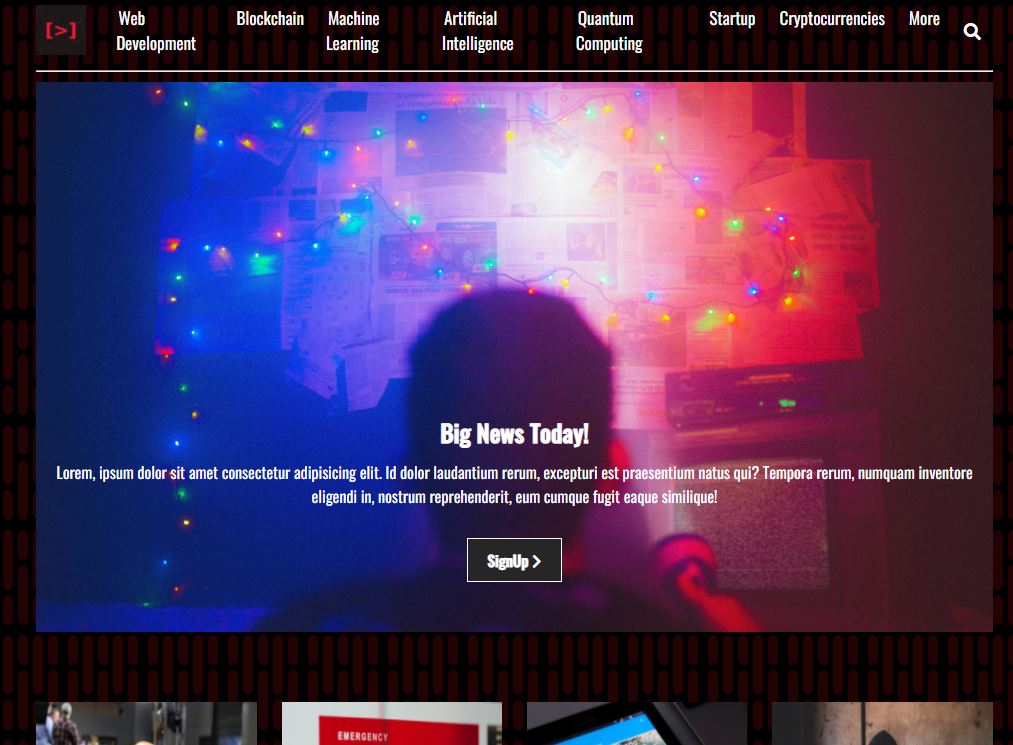 [>]
Web Development
Blockchain
Machine Learning
Artificial Intelligence
Quantum Computing
Startup
Cryptocurrencies
More
Big News Today!
Lorem, ipsum dolor sit amet consectetur adipisicing elit. Id dolor laudantium rerum, excepturi est praesentium natus qui? Tempora rerum, numquam inventore
eligendi in, nostrum reprehenderit, eum cumque fugit eaque similique!
SignUp >
EMERGENCY